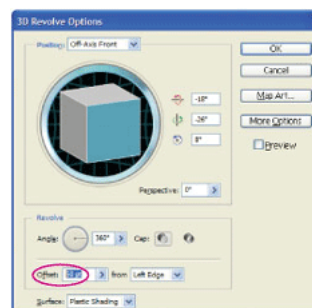 3D Revolve Options
Position: Off-Axis Front
OK
Cancel
Map Art...
More Options
Preview
-18°
-26°
8°
Perspective: 0°
Revolve
Angle: 360° Cap:
Offset: from Left Edge
Surface: Plastic Shading